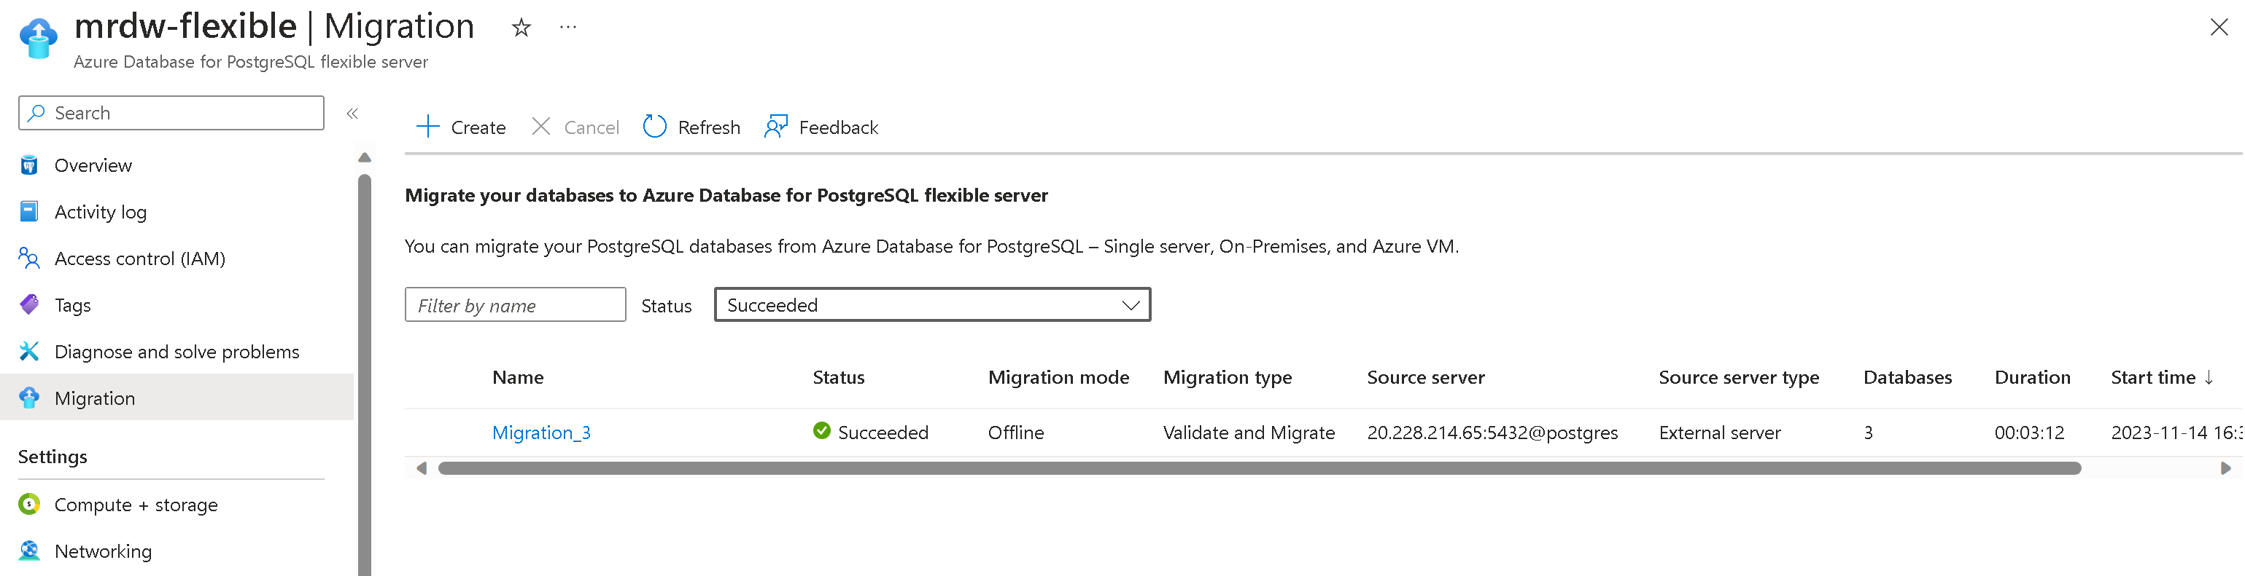 mrdw-flexible | Migration
Azure Database for PostgreSQL flexible server
Search
Overview
Activity log
Access control (IAM)
Tags
Diagnose and solve problems
Migration
Settings
Compute + storage
Networking
Create Cancel Refresh Feedback
Migrate your databases to Azure Database for PostgreSQL flexible server
You can migrate your PostgreSQL databases from Azure Database for PostgreSQL – Single server, On-Premises, and Azure VM.
Filter by name Status Succeeded
Name Status Migration mode Migration type Source server Source server type Databases Duration Start time ↓
Migration_3 Succeeded Offline Validate and Migrate 20.228.214.65:5432@postgres External server 3 00:03:12 2023-11-14 16:3